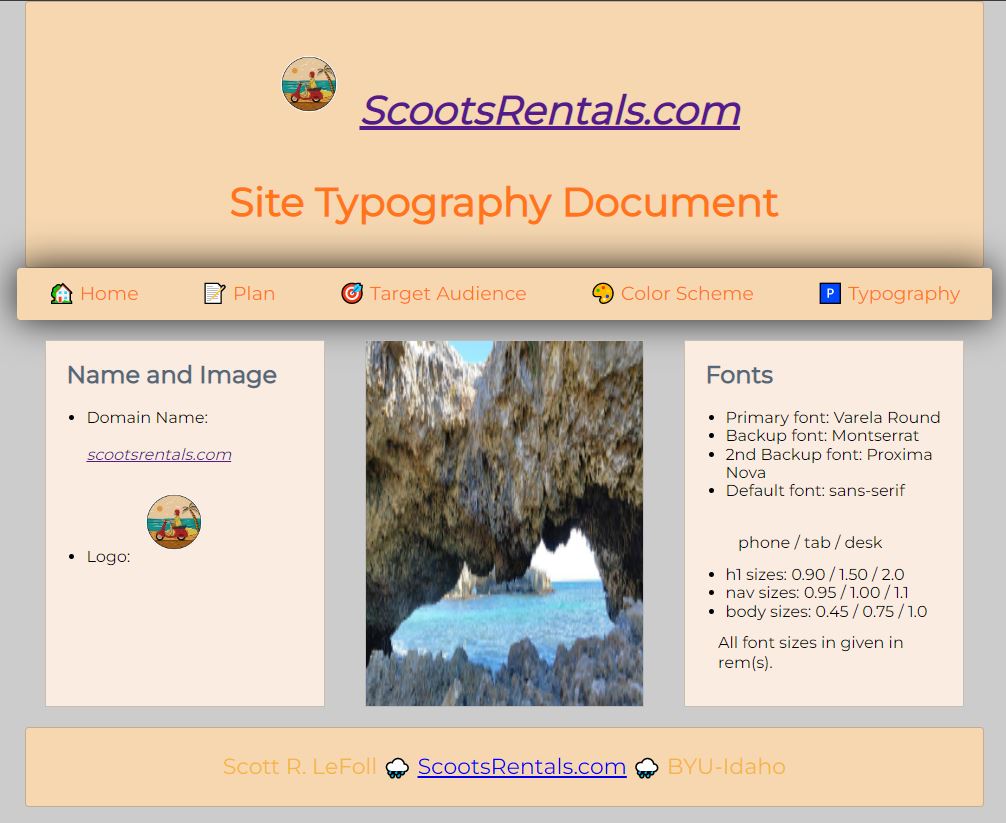 ScootsRentals.com
Site Typography Document
Home Plan Target Audience Color Scheme P Typography
Name and Image
Domain Name:
scootsrentals.com
Logo:
Fonts
Primary font: Varela Round
Backup font: Montserrat
2nd Backup font: Proxima
Nova
Default font: sans-serif
phone / tab / desk
h1 sizes: 0.90 / 1.50 / 2.0
nav sizes: 0.95 / 1.00 / 1.1
body sizes: 0.45 / 0.75 / 1.0
All font sizes in given in
rem(s).
Scott R. LeFoll ScootsRentals.com BYU-Idaho